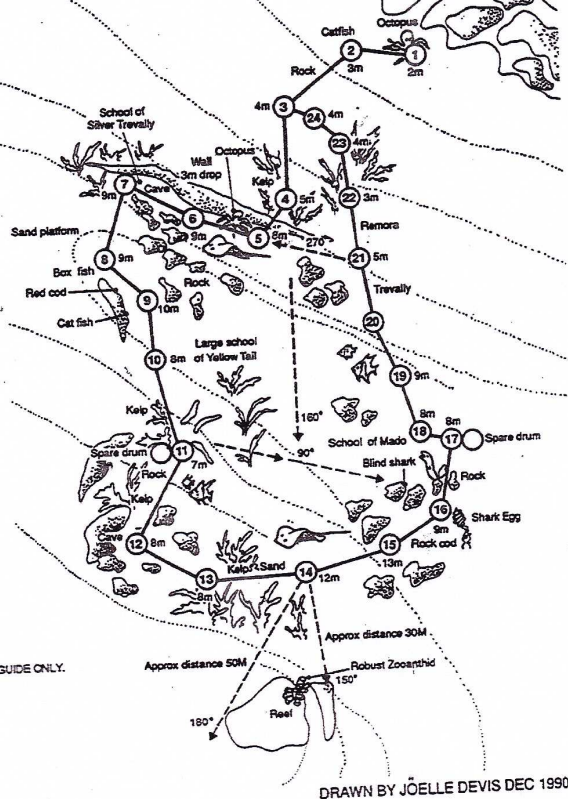 Octopus
Catfish
2
1
3m
2m
Rock
4m
3
24
4m
23
4m
School of
Silver Trevally
Octopus
Wall
3m drop
Kelp
7
Cave
9m
4
5m
22
3m
6
9m
5
8m
270°
Remora
Sand platform
8
9m
21
5m
Box fish
Rock
Trevally
Red cod
9
10m
Cat fish
20
Large school
of Yellow Tail
10
8m
19
9m
Kelp
160°
8m
18
8m
17
Spare drum
School of Mado
Spare drum
11
7m
90°
Blind shark
Rock
Rock
Kelp
16
9m
Shark Egg
Cave
12
8m
15
Rock cod
13m
Kelp
Sand
13
8m
14
12m
Approx distance 30M
Approx distance 50M
GUIDE ONLY.
Robust Zooanthid
150°
Reef
180°
DRAWN BY JÖELLE DEVIS DEC 1990